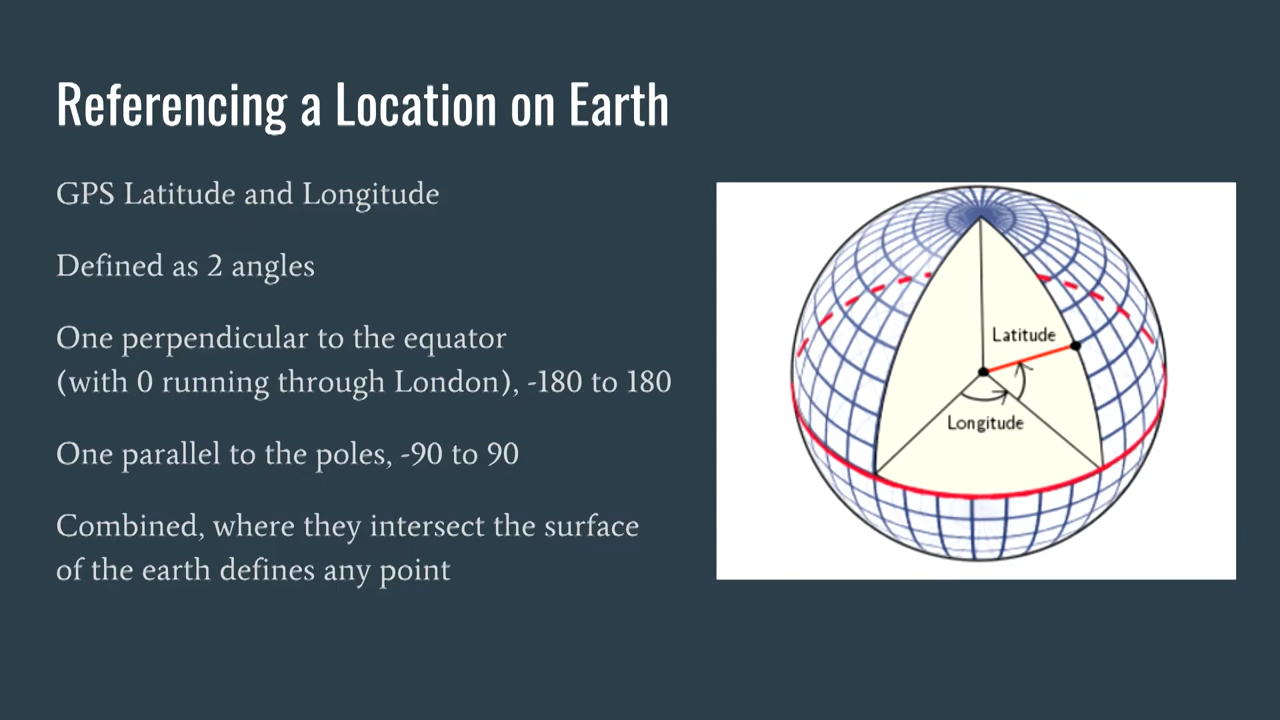 Referencing a Location on Earth
GPS Latitude and Longitude
Defined as 2 angles
One perpendicular to the equator
(with 0 running through London), -180 to 180
One parallel to the poles, -90 to 90
Combined, where they intersect the surface
of the earth defines any point
Latitude
Longitude